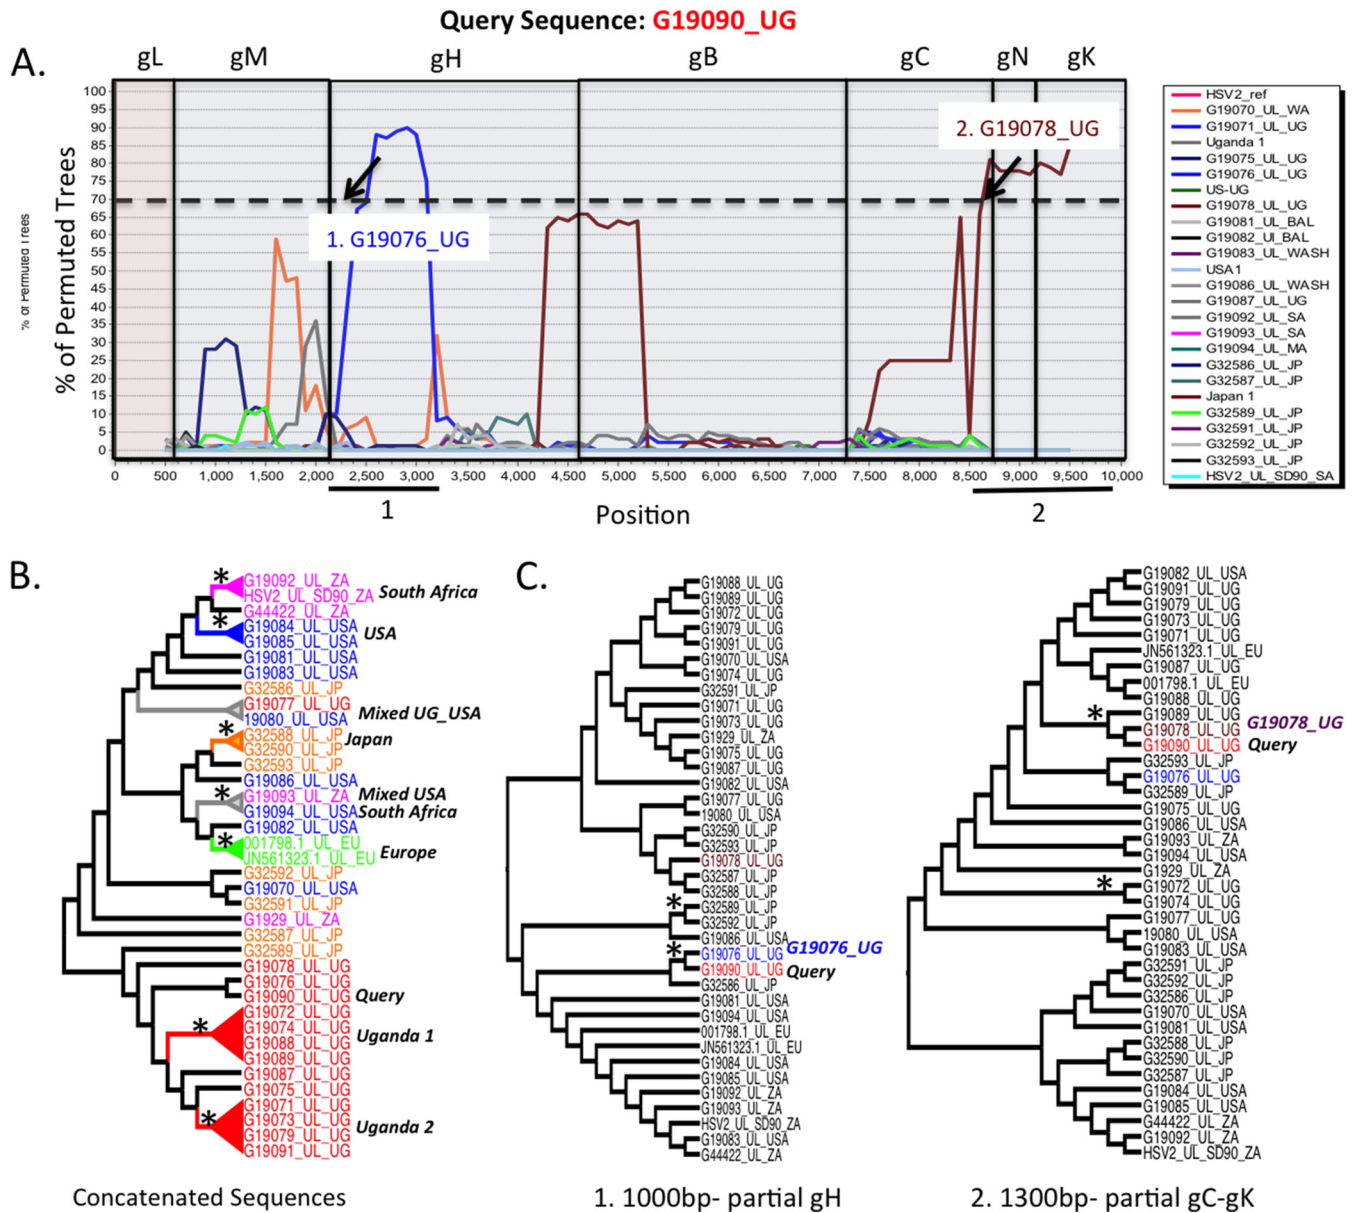 Query Sequence: G19090_UG
A.
gL gM gH gB gC gN gK
% of Permuted Trees
% of Permuted Trees
100
95
90
85
80
75
70
65
60
55
50
45
40
35
30
25
20
15
10
5
0
1. G19076_UG
2. G19078_UG
0 500 1,000 1,500 2,000 2,500 3,000 3,500 4,000 4,500 5,000 5,500 6,000 6,500 7,000 7,500 8,000 8,500 9,000 9,500 10,000
1 Position 2
HSV2_ref
G19070_UL_WA
G19071_UL_UG
Uganda 1
G19075_UL_UG
G19076_UL_UG
US-UG
G19078_UL_UG
G19081_UL_BAL
G19082_Ul_BAL
G19083_UL_WASH
USA1
G19086_UL_WASH
G19087_UL_UG
G19092_UL_SA
G19093_UL_SA
G19094_UL_MA
G32586_UL_JP
G32587_UL_JP
Japan 1
G32589_UL_JP
G32591_UL_JP
G32592_UL_JP
G32593_UL_JP
HSV2_UL_SD90_SA
B.
*
G19092_UL_ZA
HSV2_UL_SD90_ZA South Africa
G44422_UL_ZA
*
G19084_UL_USA USA
G19085_UL_USA
G19081_UL_USA
G19083_UL_USA
G32586_UL_JP
G19077_UL_UG
19080_UL_USA Mixed UG_USA
*
G32588_UL_JP Japan
G32590_UL_JP
G32593_UL_JP
G19086_UL_USA
*
G19093_UL_ZA Mixed USA
G19094_UL_USA South Africa
G19082_UL_USA
*
001798.1_UL_EU
JN561323.1_UL_EU Europe
G32592_UL_JP
G19070_UL_USA
G32591_UL_JP
G1929_UL_ZA
G32587_UL_JP
G32589_UL_JP
G19078_UL_UG
G19076_UL_UG
G19090_UL_UG Query
G19072_UL_UG
*
G19074_UL_UG Uganda 1
G19088_UL_UG
G19089_UL_UG
G19087_UL_UG
G19075_UL_UG
G19071_UL_UG
*
G19073_UL_UG Uganda 2
G19079_UL_UG
G19091_UL_UG
Concatenated Sequences
C.
G19088_UL_UG
G19089_UL_UG
G19072_UL_UG
G19079_UL_UG
G19091_UL_UG
G19070_UL_USA
G19074_UL_UG
G32591_UL_JP
G19071_UL_UG
G19073_UL_UG
G1929_UL_ZA
G19075_UL_UG
G19087_UL_UG
G19082_UL_USA
G19077_UL_UG
19080_UL_USA
G32590_UL_JP
G32593_UL_JP
G19078_UL_UG
G32587_UL_JP
G32588_UL_JP
*
G32589_UL_JP
G32592_UL_JP
G19086_UL_USA
*
G19076_UL_UG G19076_UG
G19090_UL_UG Query
G32586_UL_JP
G19081_UL_USA
G19094_UL_USA
001798.1_UL_EU
JN561323.1_UL_EU
G19084_UL_USA
G19085_UL_USA
G19092_UL_ZA
G19093_UL_ZA
HSV2_UL_SD90_ZA
G19083_UL_USA
G44422_UL_ZA
1. 1000bp- partial gH
G19082_UL_USA
G19091_UL_UG
G19079_UL_UG
G19073_UL_UG
G19071_UL_UG
JN561323.1_UL_EU
G19087_UL_UG
001798.1_UL_EU
G19088_UL_UG
*
G19089_UL_UG
G19078_UL_UG G19078_UG
G19090_UL_UG Query
G32593_UL_JP
G19076_UL_UG
G32589_UL_JP
G19075_UL_UG
G19086_UL_USA
G19093_UL_ZA
G19094_UL_USA
G1929_UL_ZA
*
G19072_UL_UG
G19074_UL_UG
G19077_UL_UG
19080_UL_USA
G19083_UL_USA
G32591_UL_JP
G32592_UL_JP
G32586_UL_JP
G19070_UL_USA
G19081_UL_USA
G32588_UL_JP
G32590_UL_JP
G32587_UL_JP
G19084_UL_USA
G19085_UL_USA
G44422_UL_ZA
G19092_UL_ZA
HSV2_UL_SD90_ZA
2. 1300bp- partial gC-gK